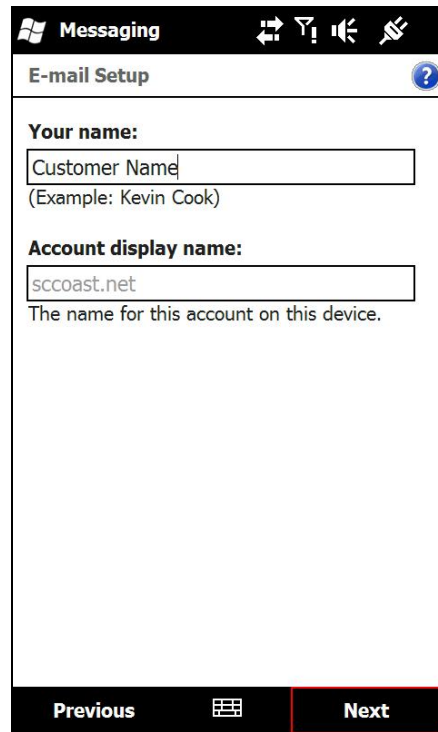 Messaging
E-mail Setup
Your name:
Customer Name
(Example: Kevin Cook)
Account display name:
sccoast.net
The name for this account on this device.
Previous Next